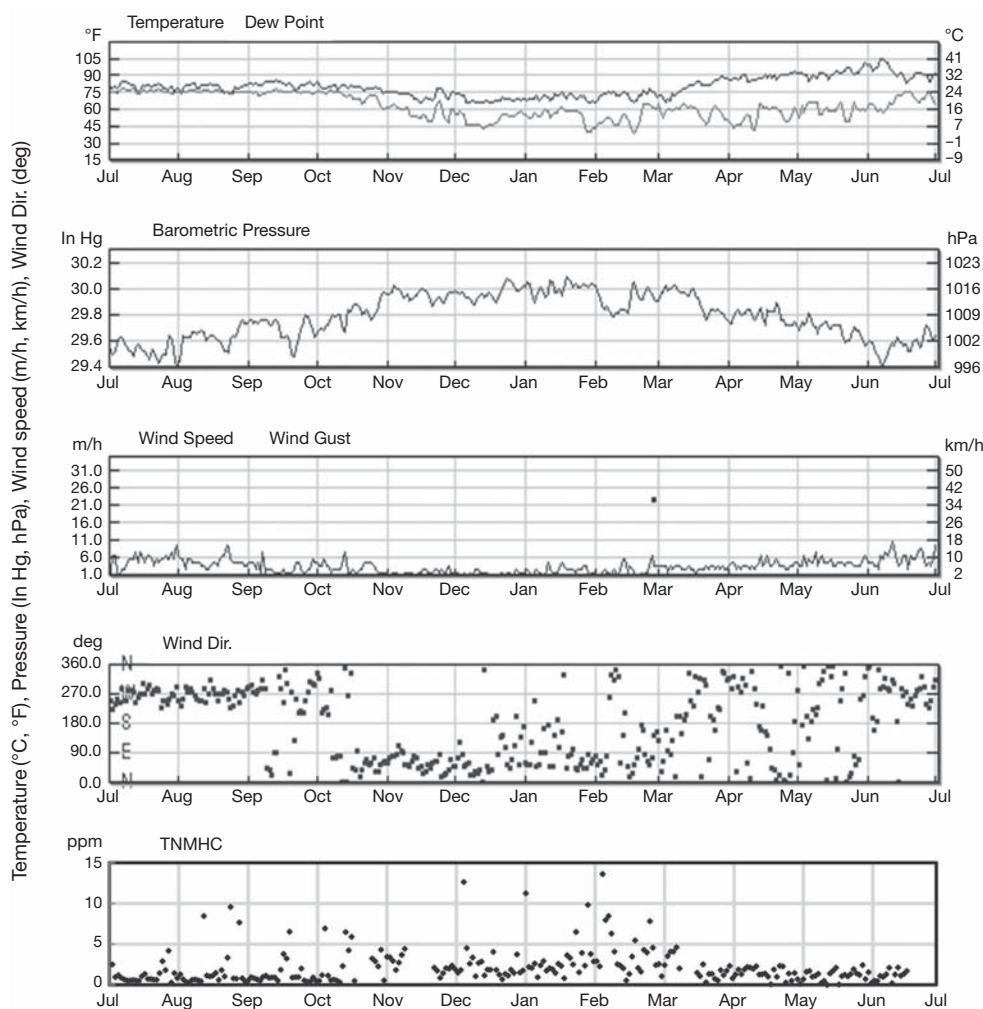 Temperature (°C, °F), Pressure (In Hg, hPa), Wind speed (m/h, km/h), Wind Dir. (deg)
Temperature Dew Point
°F °C
105 41
90 32
75 24
60 16
45 7
30 −1
15 −9
Jul Aug Sep Oct Nov Dec Jan Feb Mar Apr May Jun Jul
Barometric Pressure
In Hg hPa
30.2 1023
30.0 1016
29.8 1009
29.6 1002
29.4 996
Jul Aug Sep Oct Nov Dec Jan Feb Mar Apr May Jun Jul
Wind Speed Wind Gust
m/h km/h
31.0 50
26.0 42
21.0 34
16.0 26
11.0 18
6.0 10
1.0 2
Jul Aug Sep Oct Nov Dec Jan Feb Mar Apr May Jun Jul
Wind Dir.
deg
360.0 N
270.0 W
180.0 S
90.0 E
0.0 N
Jul Aug Sep Oct Nov Dec Jan Feb Mar Apr May Jun Jul
TNMHC
ppm
15
10
5
0
Jul Aug Sep Oct Nov Dec Jan Feb Mar Apr May Jun Jul